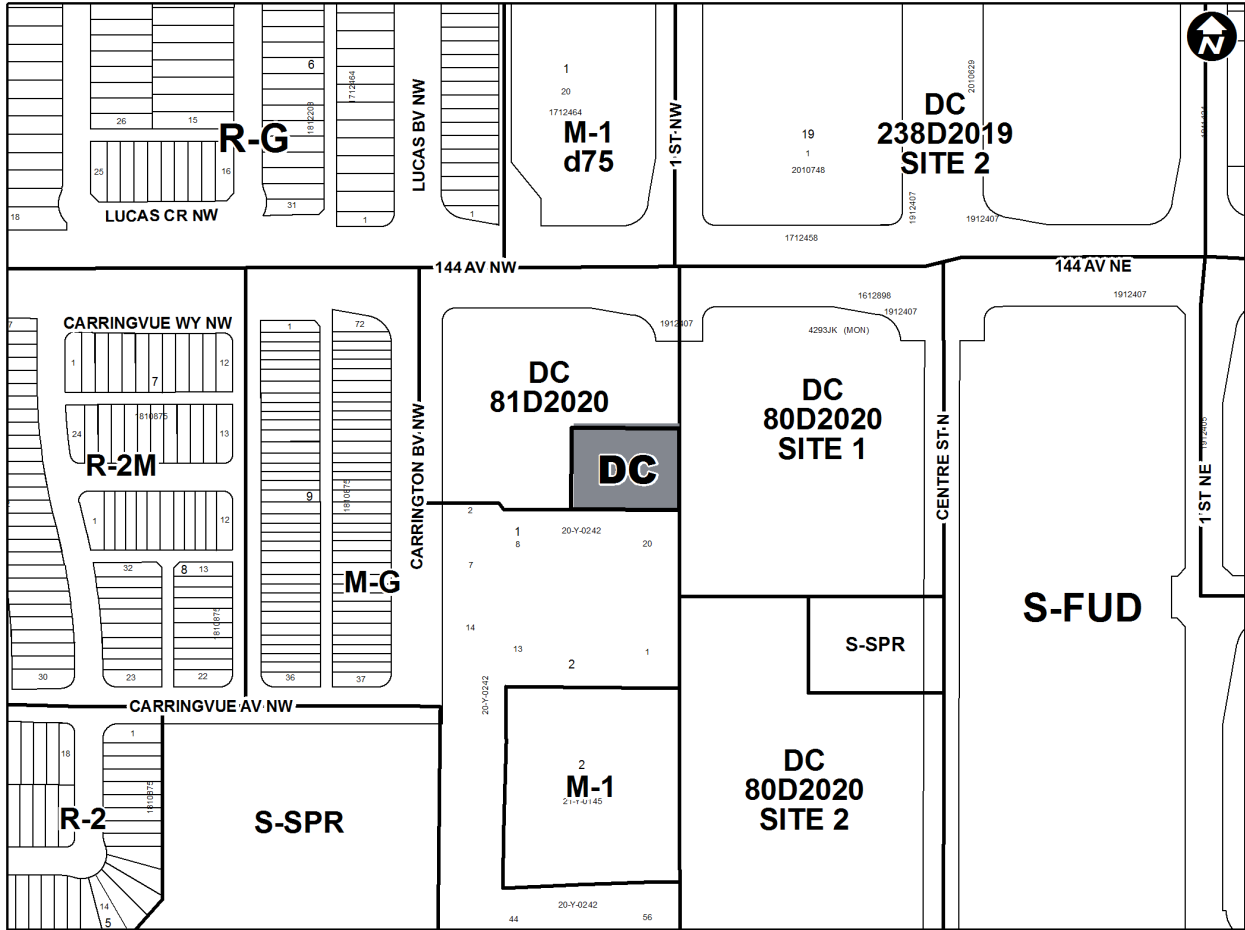 N
6
1
20
1712464
M-1
d75
1712464
1812203
26
15
R-G
25
16
LUCAS CR NW
18
31
1
1
LUCAS BV NW
1 ST NW
19
1
2010748
2010629
DC
238D2019
SITE 2
1912407
1912407
1712458
144 AV NW
144 AV NE
1612898
1912407
1912407
1912407
4293JK (MON)
7
CARRINGVUE WY NW
1
12
7
1810875
24
13
R-2M
1
12
32
8
13
1810875
30
23
22
1
72
9
1810875
M-G
36
37
CARRINGTON BV NW
DC
81D2020
DC
DC
80D2020
SITE 1
CENTRE ST N
1912405
1 ST NE
2
1
8
20-Y-0242
20
7
14
13
2
1
20-Y-0242
S-SPR
S-FUD
CARRINGVUE AV NW
18
1
1810875
R-2
14
5
S-SPR
2
M-1
DC
80D2020
SITE 2
20-Y-0242
44
56